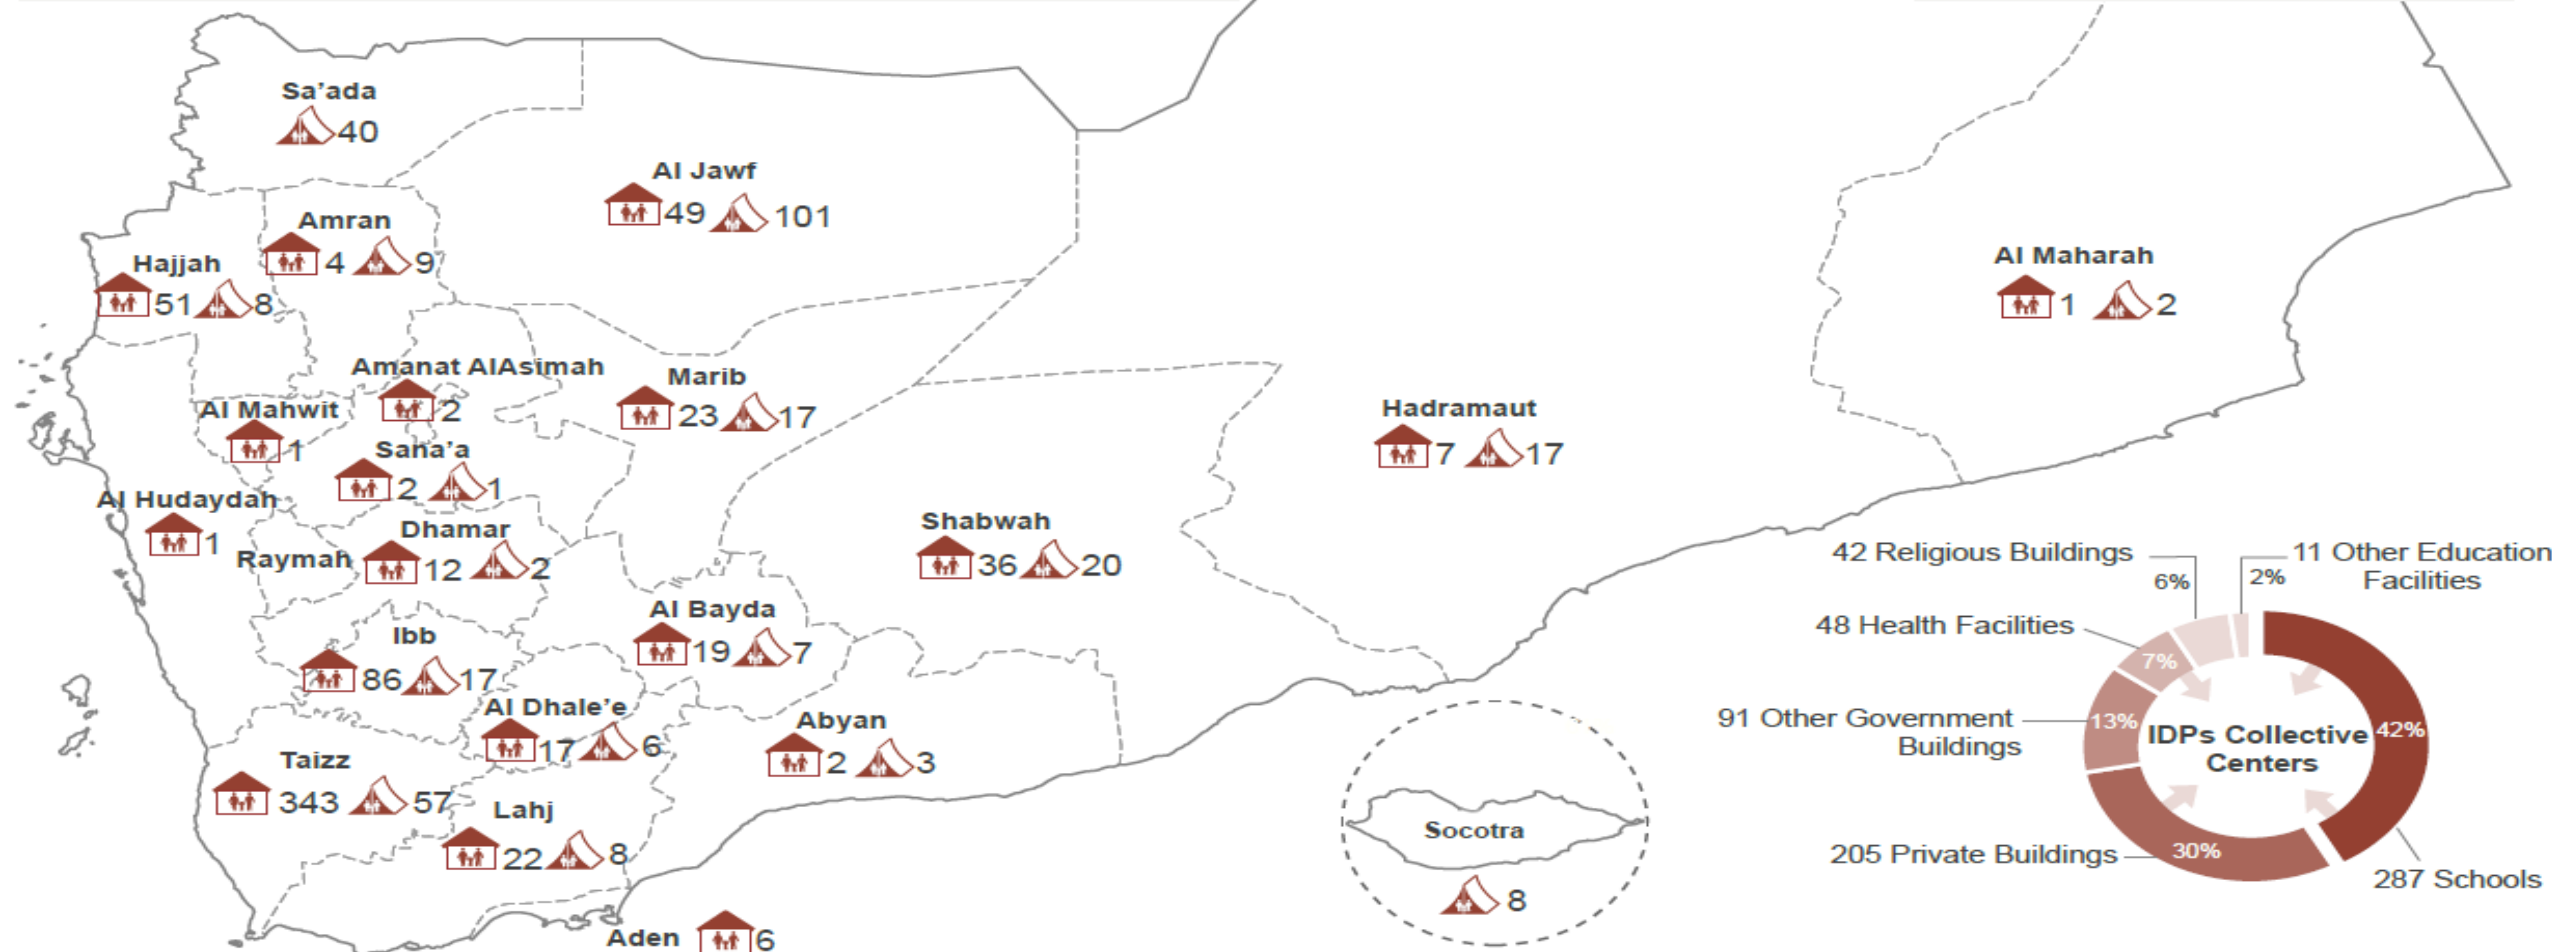 Sa'ada
40
Al Jawf
49 101
Amran
4 9
Hajjah
51 8
Al Maharah
1 2
Amanat AlAsimah
2
Marib
23 17
Al Mahwit
1
Hadramaut
7 17
Sana'a
2 1
Al Hudaydah
1
Dhamar
12 2
Raymah
Shabwah
36 20
Al Bayda
19 7
Ibb
86 17
Al Dhale'e
17 6
Abyan
2 3
Taizz
343 57
Lahj
22 8
Socotra
8
Aden 6
42 Religious Buildings
6%
11 Other Education
Facilities
2%
48 Health Facilities
7%
91 Other Government
Buildings
13%
IDPs Collective
Centers
42%
205 Private Buildings
30%
287 Schools